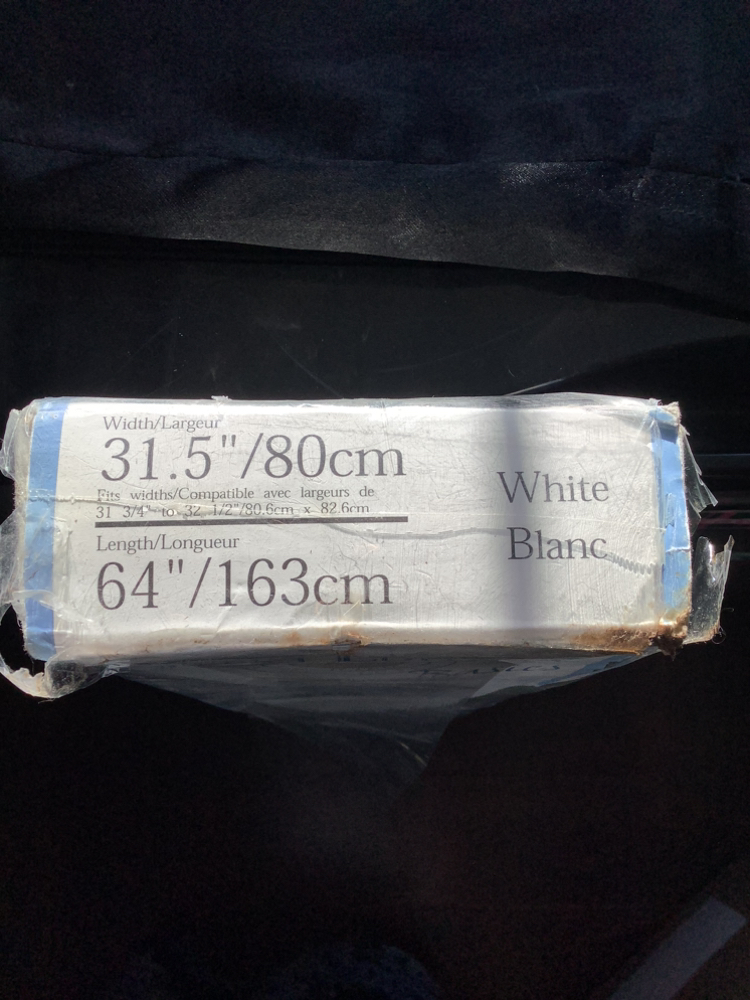 Width/Largeur
31.5"/80cm
Fits widths/Compatible avec largeurs de
31 3/4" to 32 1/2"/80.6cm x 82.6cm
Length/Longueur
64"/163cm
White
Blanc